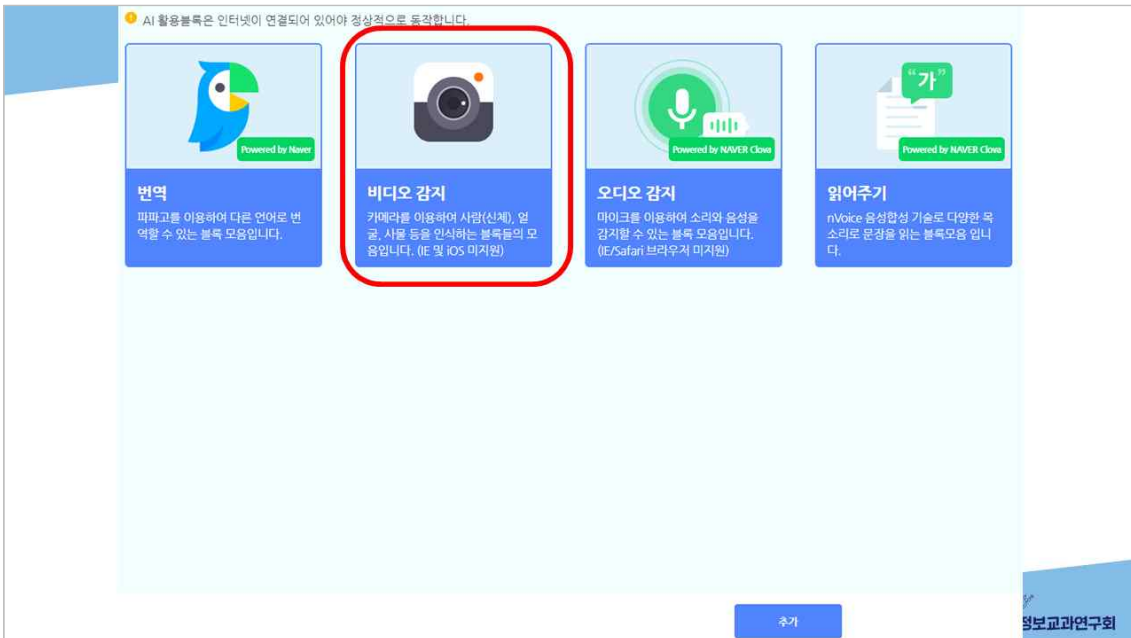 AI 활용블록은 인터넷이 연결되어 있어야 정상적으로 동작합니다.
Powered by Naver
번역
파파고를 이용하여 다른 언어로 번
역할 수 있는 블록 모음입니다.
비디오 감지
카메라를 이용하여 사람(신체), 얼
굴, 사물 등을 인식하는 블록들의 모
음입니다. (IE 및 iOS 미지원)
Powered by NAVER Clova
오디오 감지
마이크를 이용하여 소리와 음성을
감지할 수 있는 블록 모음입니다.
(IE/Safari 브라우저 미지원)
“가”
Powered by NAVER Clova
읽어주기
nVoice 음성합성 기술로 다양한 목
소리로 문장을 읽는 블록모음 입니
다.
추가
정보교과연구회